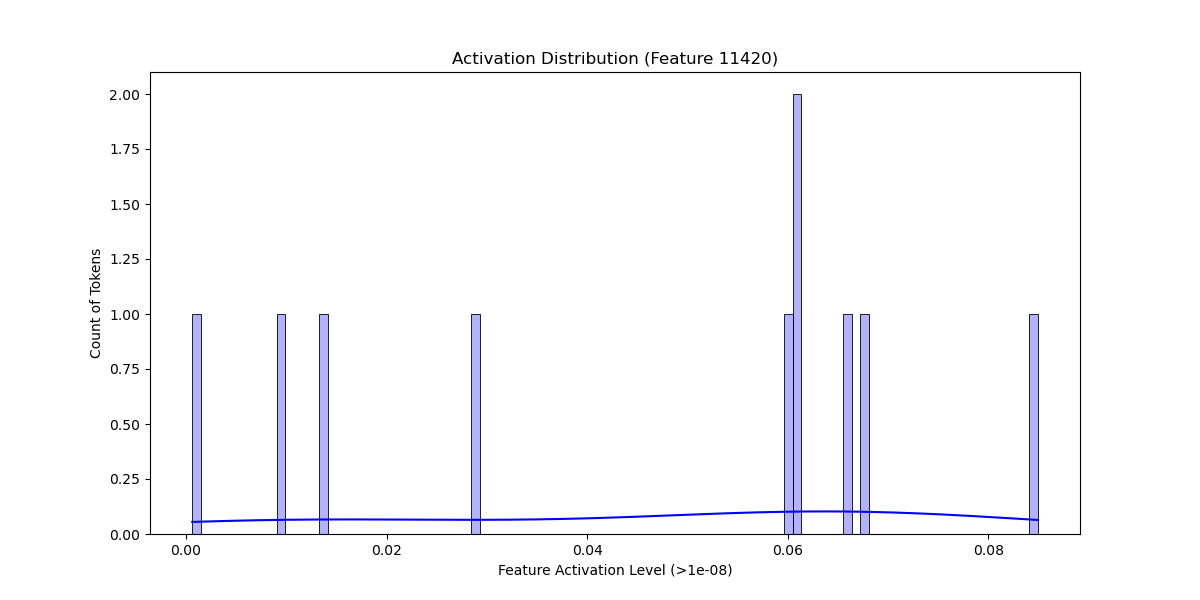 Activation Distribution (Feature 11420)
2.00
1.75
1.50
1.25
1.00
0.75
0.50
0.25
0.00
Count of Tokens
0.00 0.02 0.04 0.06 0.08
Feature Activation Level (>1e-08)